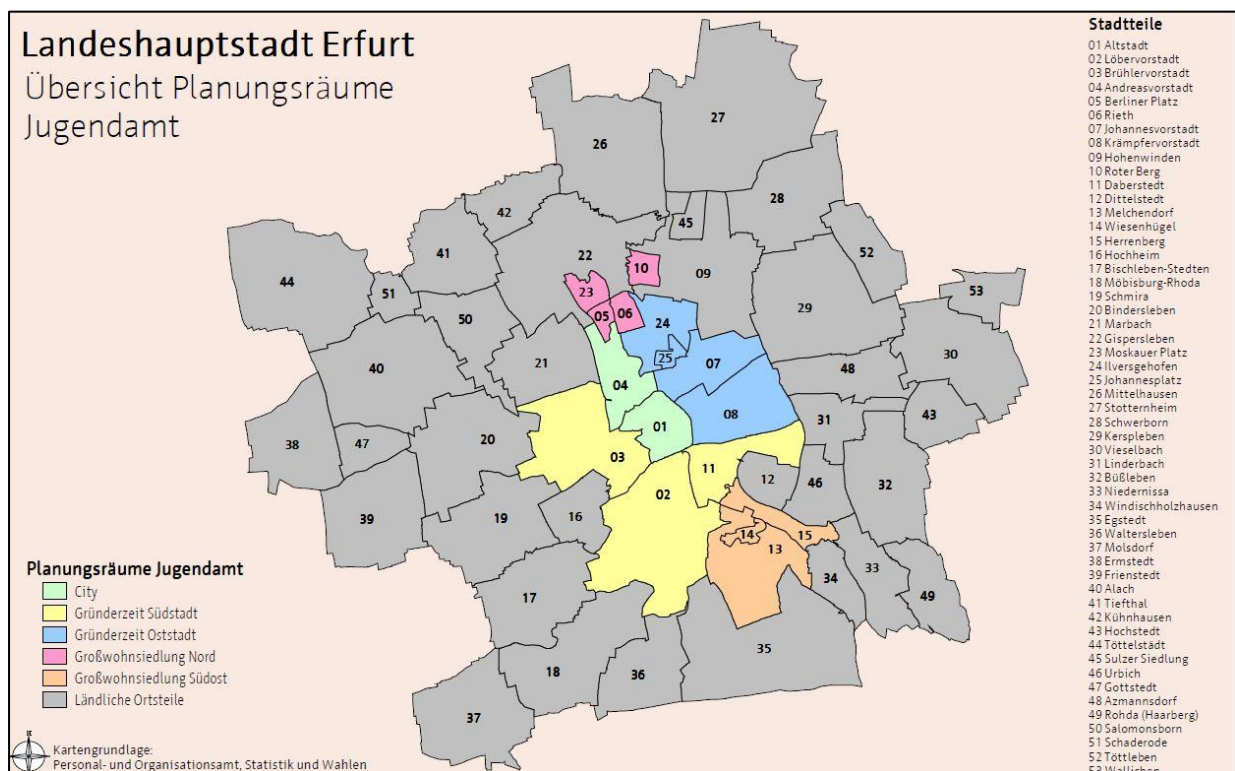 Landeshauptstadt Erfurt
Übersicht Planungsräume
Jugendamt
Stadtteile
01 Altstadt
02 Löbervorstadt
03 Brühlervorstadt
04 Andreasvorstadt
05 Berliner Platz
06 Rieth
07 Johannesvorstadt
08 Krämpfervorstadt
09 Hohenwinden
10 Roter Berg
11 Daberstedt
12 Dittelstedt
13 Melchendorf
14 Wiesenhügel
15 Herrenberg
16 Hochheim
17 Bischleben-Stedten
18 Möbisburg-Rhoda
19 Schmira
20 Bindersleben
21 Marbach
22 Gispersleben
23 Moskauer Platz
24 Ilversgehofen
25 Johannesplatz
26 Mittelhausen
27 Stotternheim
28 Schwerborn
29 Kerspleben
30 Vieselbach
31 Linderbach
32 Büßleben
33 Niedernissa
34 Windischholzhausen
35 Egstedt
36 Waltersleben
37 Molsdorf
38 Ermstedt
39 Frienstedt
40 Alach
41 Tiefthal
42 Kühnhausen
43 Hochstedt
44 Töttelstädt
45 Sulzer Siedlung
46 Urbich
47 Gottstedt
48 Azmannsdorf
49 Rohda (Haarberg)
50 Salomonsborn
51 Schaderode
52 Töttleben
53 Wallichen
27
26
28
42
45
41
52
22
10
09
44
53
51
23
29
50
05
06
24
30
25
21
07
48
40
04
43
08
31
01
20
38
47
03
11
12
46
32
02
39
19
16
14
15
13
33
34
49
17
35
18
36
37
Planungsräume Jugendamt
City
Gründerzeit Südstadt
Gründerzeit Oststadt
Großwohnsiedlung Nord
Großwohnsiedlung Südost
Ländliche Ortsteile
N
Kartengrundlage:
Personal- und Organisationsamt, Statistik und Wahlen